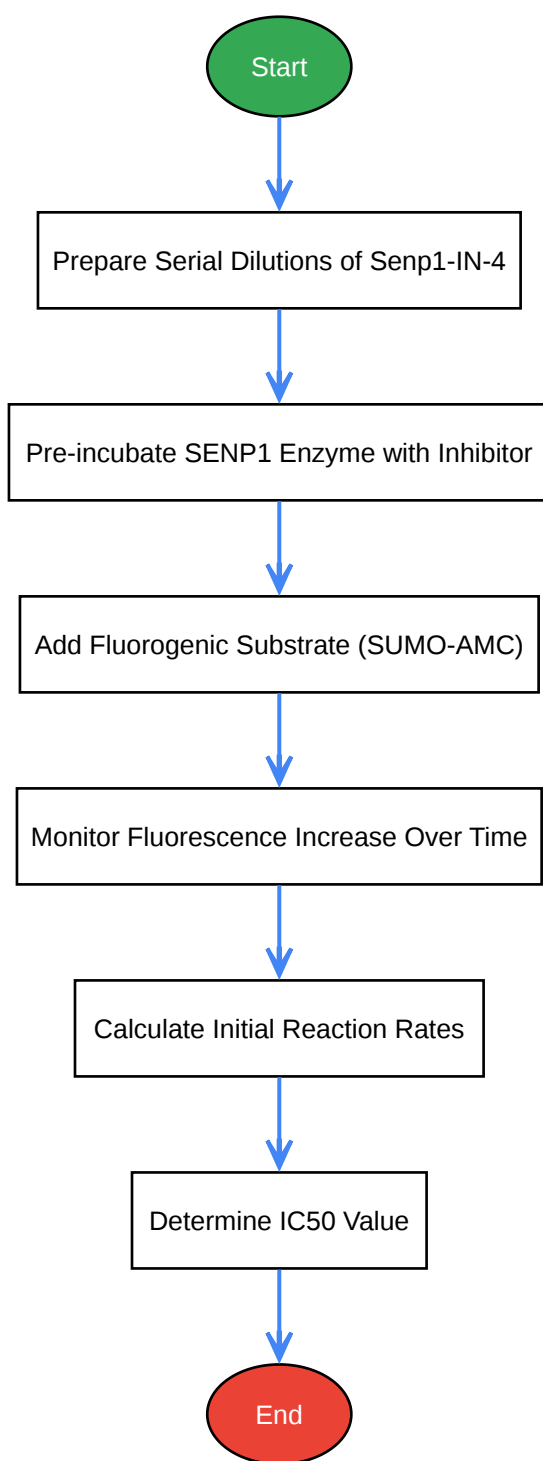 Start
Prepare Serial Dilutions of Senp1-IN-4
Pre-incubate SENP1 Enzyme with Inhibitor
Add Fluorogenic Substrate (SUMO-AMC)
Monitor Fluorescence Increase Over Time
Calculate Initial Reaction Rates
Determine IC50 Value
End